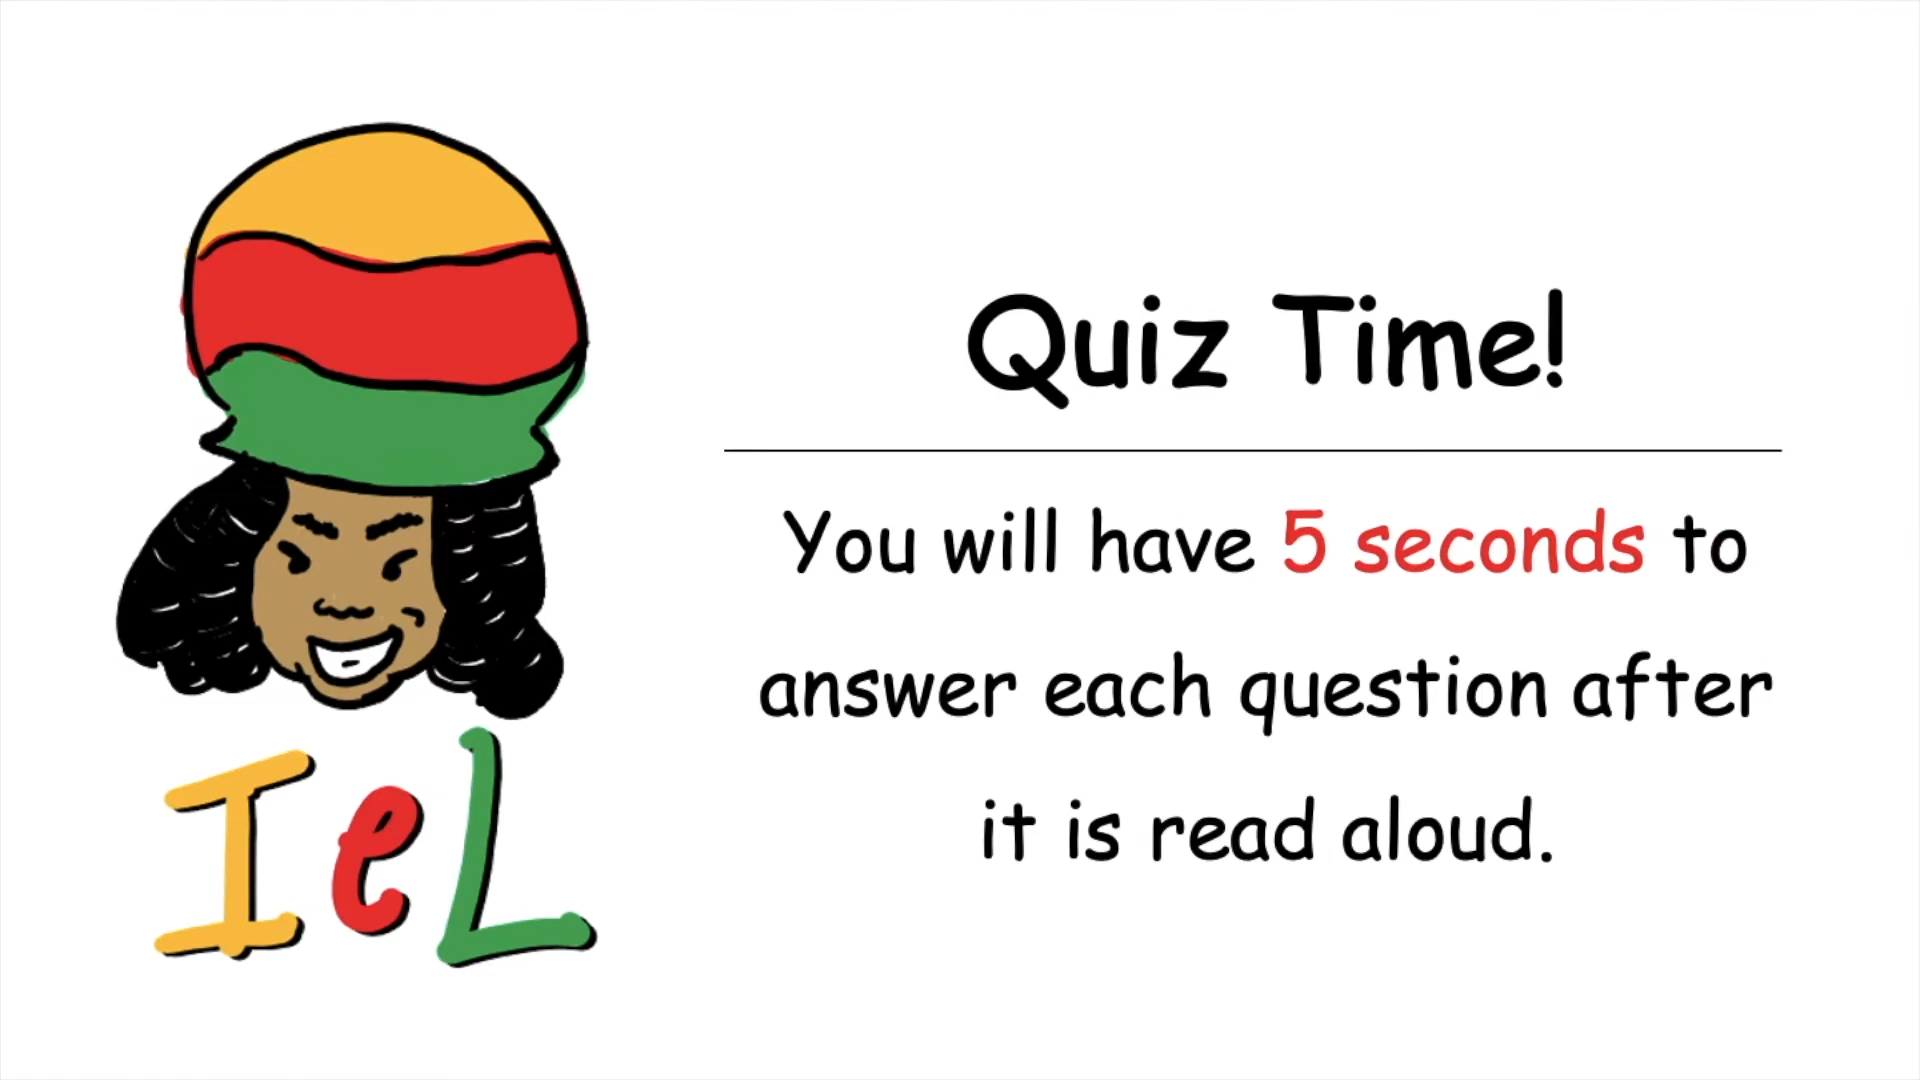 Quiz Time!
You will have 5 seconds to
answer each question after
it is read aloud.
IeL